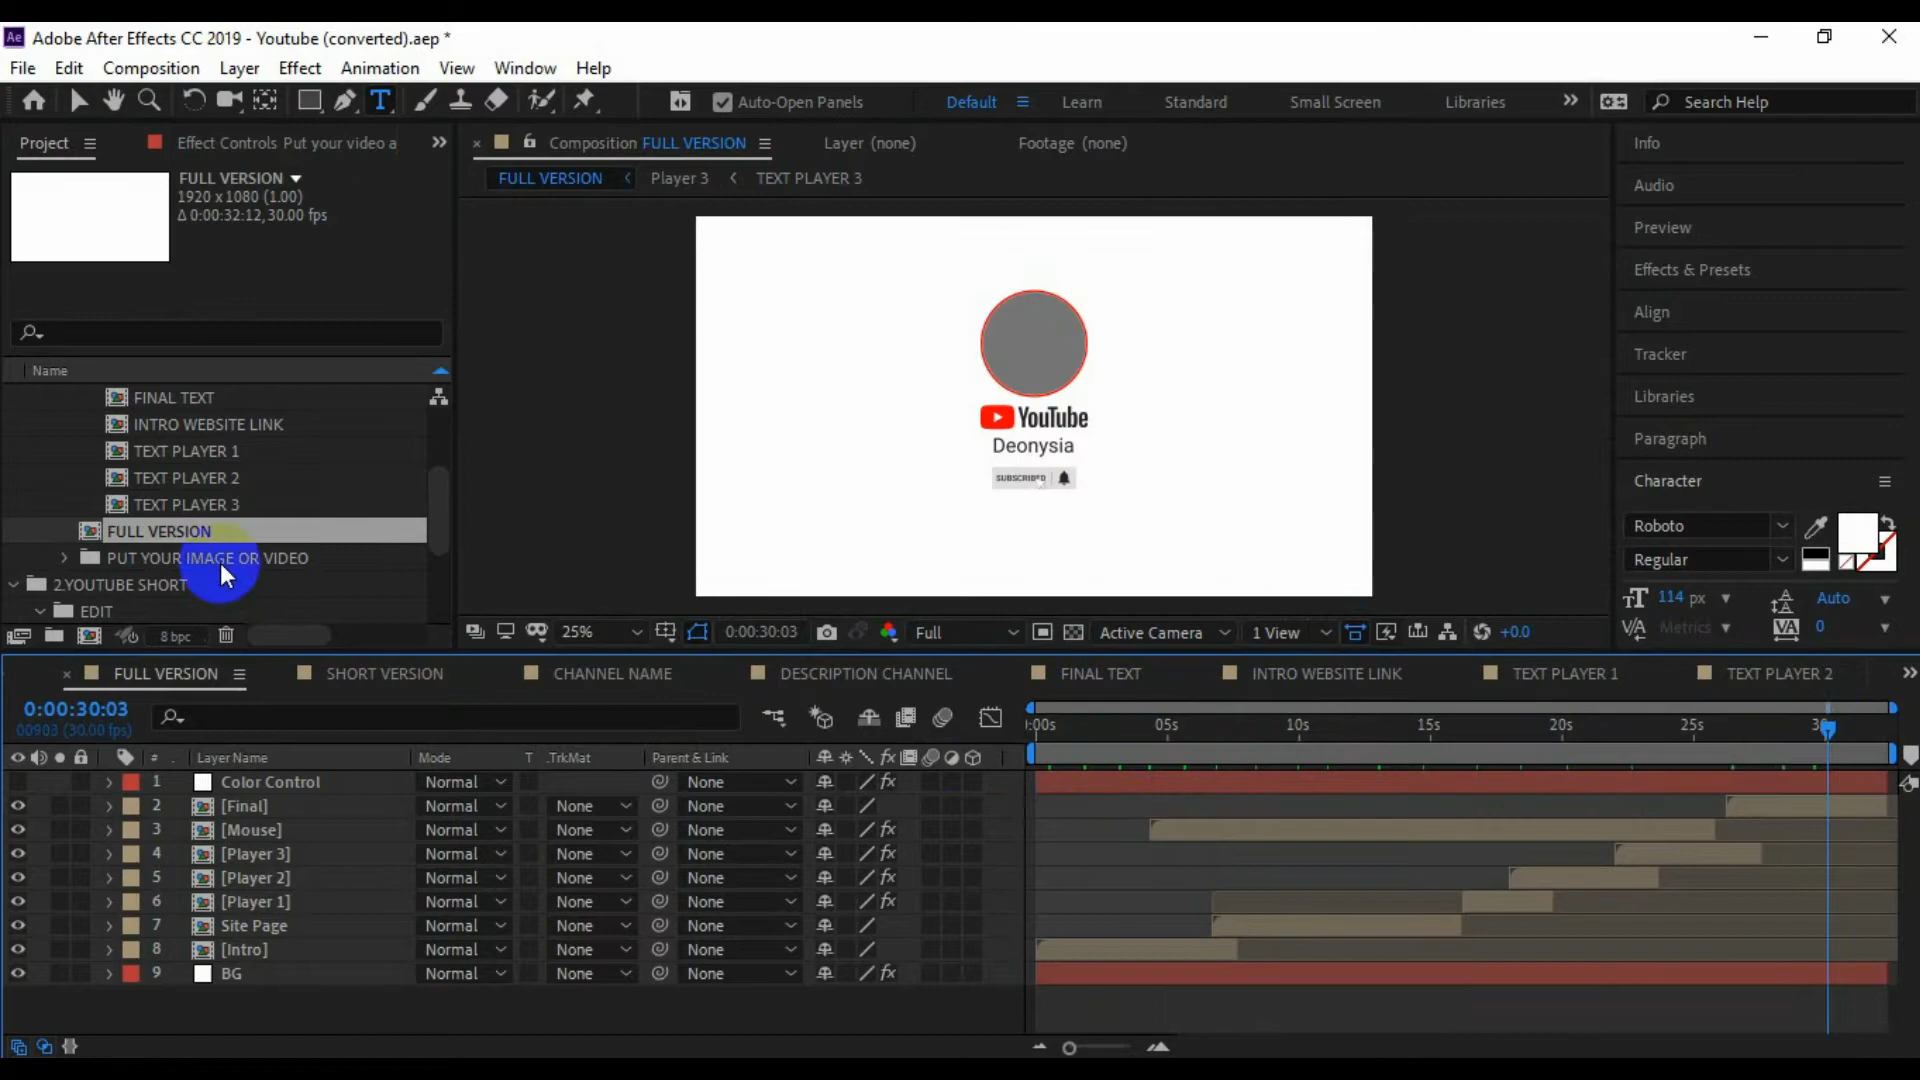 Ae Adobe After Effects CC 2019 - Youtube (converted).aep *
File Edit Composition Layer Effect Animation View Window Help
T Auto-Open Panels Default Learn Standard Small Screen Libraries Search Help
Project Effect Controls Put your video a
Composition FULL VERSION Layer (none) Footage (none)
FULL VERSION
1920 x 1080 (1.00)
Δ 0:00:32:12, 30.00 fps
FULL VERSION Player 3 TEXT PLAYER 3
Name
FINAL TEXT
INTRO WEBSITE LINK
TEXT PLAYER 1
TEXT PLAYER 2
TEXT PLAYER 3
FULL VERSION
PUT YOUR IMAGE OR VIDEO
2.YOUTUBE SHORT
EDIT
8 bpc
YouTube
Deonysia
SUBSCRIBED
25% 0:00:30:03 Full Active Camera 1 View +0.0
Info
Audio
Preview
Effects & Presets
Align
Tracker
Libraries
Paragraph
Character
Roboto
Regular
114 px Auto
Metrics 0
FULL VERSION SHORT VERSION CHANNEL NAME DESCRIPTION CHANNEL FINAL TEXT INTRO WEBSITE LINK TEXT PLAYER 1 TEXT PLAYER 2
0:00:30:03
00903 (30.00 fps)
:00s 05s 10s 15s 20s 25s 30s
# Layer Name Mode T .TrkMat Parent & Link
1 Color Control Normal None
2 [Final] Normal None None
3 [Mouse] Normal None None
4 [Player 3] Normal None None
5 [Player 2] Normal None None
6 [Player 1] Normal None None
7 Site Page Normal None None
8 [Intro] Normal None None
9 BG Normal None None